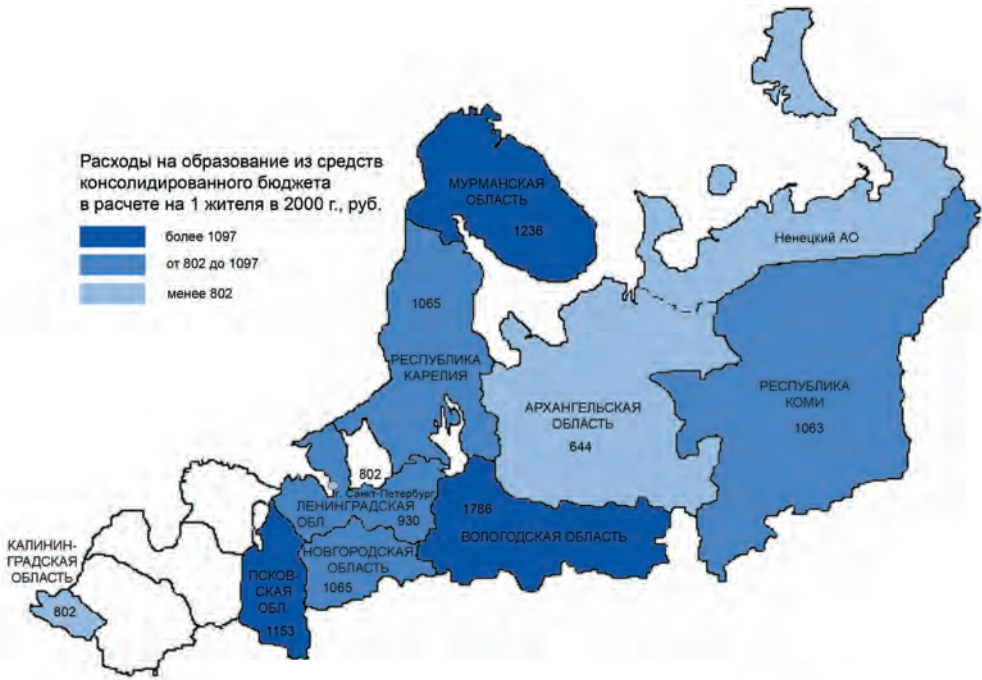 Расходы на образование из средств
консолидированного бюджета
в расчете на 1 жителя в 2000 г., руб.
более 1097
от 802 до 1097
менее 802
МУРМАНСКАЯ
ОБЛАСТЬ
1236
Ненецкий АО
1065
РЕСПУБЛИКА
КАРЕЛИЯ
АРХАНГЕЛЬСКАЯ
ОБЛАСТЬ
644
РЕСПУБЛИКА
КОМИ
1063
802
г. Санкт-Петербург
ЛЕНИНГРАДСКАЯ
ОБЛ.
930
1786
ВОЛОГОДСКАЯ ОБЛАСТЬ
НОВГОРОДСКАЯ
ОБЛАСТЬ
1065
КАЛИНИН-
ГРАДСКАЯ
ОБЛАСТЬ
802
ПСКОВ-
СКАЯ
ОБЛ.
1153